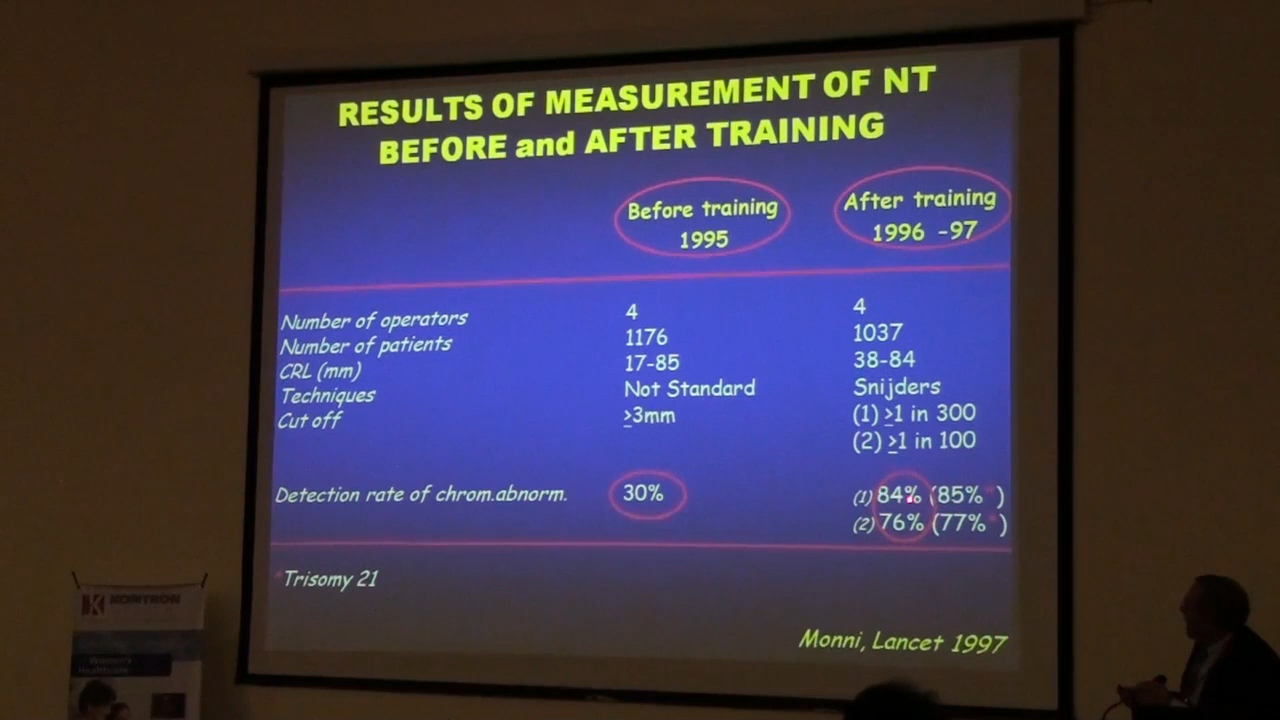 RESULTS OF MEASUREMENT OF NT
BEFORE and AFTER TRAINING
Before training After training
1995 1996 -97
Number of operators 4 4
Number of patients 1176 1037
CRL (mm) 17-85 38-84
Techniques Not Standard Snijders
Cut off ≥3mm (1) ≥1 in 300
(2) ≥1 in 100
Detection rate of chrom.abnorm. 30% (1) 84% (85% *)
(2) 76% (77% *)
*Trisomy 21
Monni, Lancet 1997
KONTRON
Women's
Healthcare